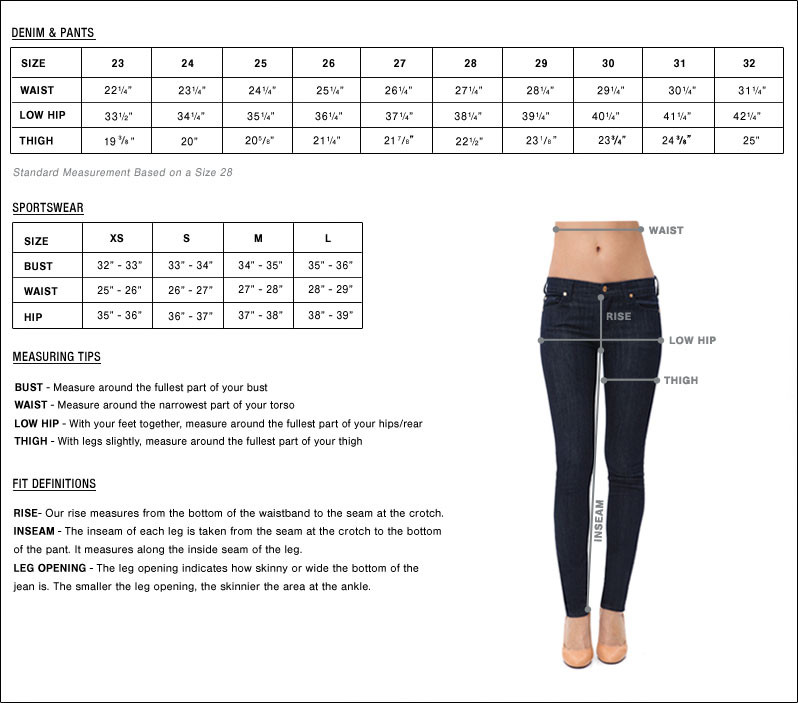 DENIM & PANTS
SIZE 23 24 25 26 27 28 29 30 31 32
WAIST 22¼" 23¼" 24¼" 25¼" 26¼" 27¼" 28¼" 29¼" 30¼" 31¼"
LOW HIP 33½" 34¼" 35¼" 36¼" 37¼" 38¼" 39¼" 40¼" 41¼" 42¼"
THIGH 19 3/8" 20" 20 5/8" 21¼" 21 7/8" 22½" 23 1/8" 23¾" 24 3/8" 25"
Standard Measurement Based on a Size 28
SPORTSWEAR
SIZE XS S M L
BUST 32" - 33" 33" - 34" 34" - 35" 35" - 36"
WAIST 25" - 26" 26" - 27" 27" - 28" 28" - 29"
HIP 35" - 36" 36" - 37" 37" - 38" 38" - 39"
MEASURING TIPS
BUST - Measure around the fullest part of your bust
WAIST - Measure around the narrowest part of your torso
LOW HIP - With your feet together, measure around the fullest part of your hips/rear
THIGH - With legs slightly, measure around the fullest part of your thigh
FIT DEFINITIONS
RISE- Our rise measures from the bottom of the waistband to the seam at the crotch.
INSEAM - The inseam of each leg is taken from the seam at the crotch to the bottom
of the pant. It measures along the inside seam of the leg.
LEG OPENING - The leg opening indicates how skinny or wide the bottom of the
jean is. The smaller the leg opening, the skinnier the area at the ankle.
WAIST
RISE
LOW HIP
THIGH
INSEAM